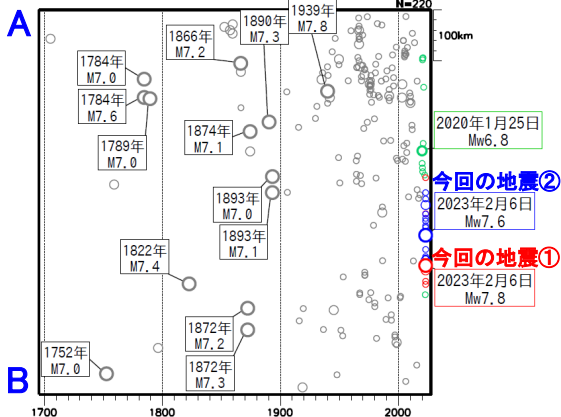 N=220
A
100km
1939年
M7.8
1890年
M7.3
1866年
M7.2
1784年
M7.0
1784年
M7.6
1789年
M7.0
1874年
M7.1
2020年1月25日
Mw6.8
今回の地震②
2023年2月6日
Mw7.6
1893年
M7.0
1893年
M7.1
今回の地震①
2023年2月6日
Mw7.8
1822年
M7.4
1872年
M7.2
1872年
M7.3
1752年
M7.0
B
1700
1800
1900
2000